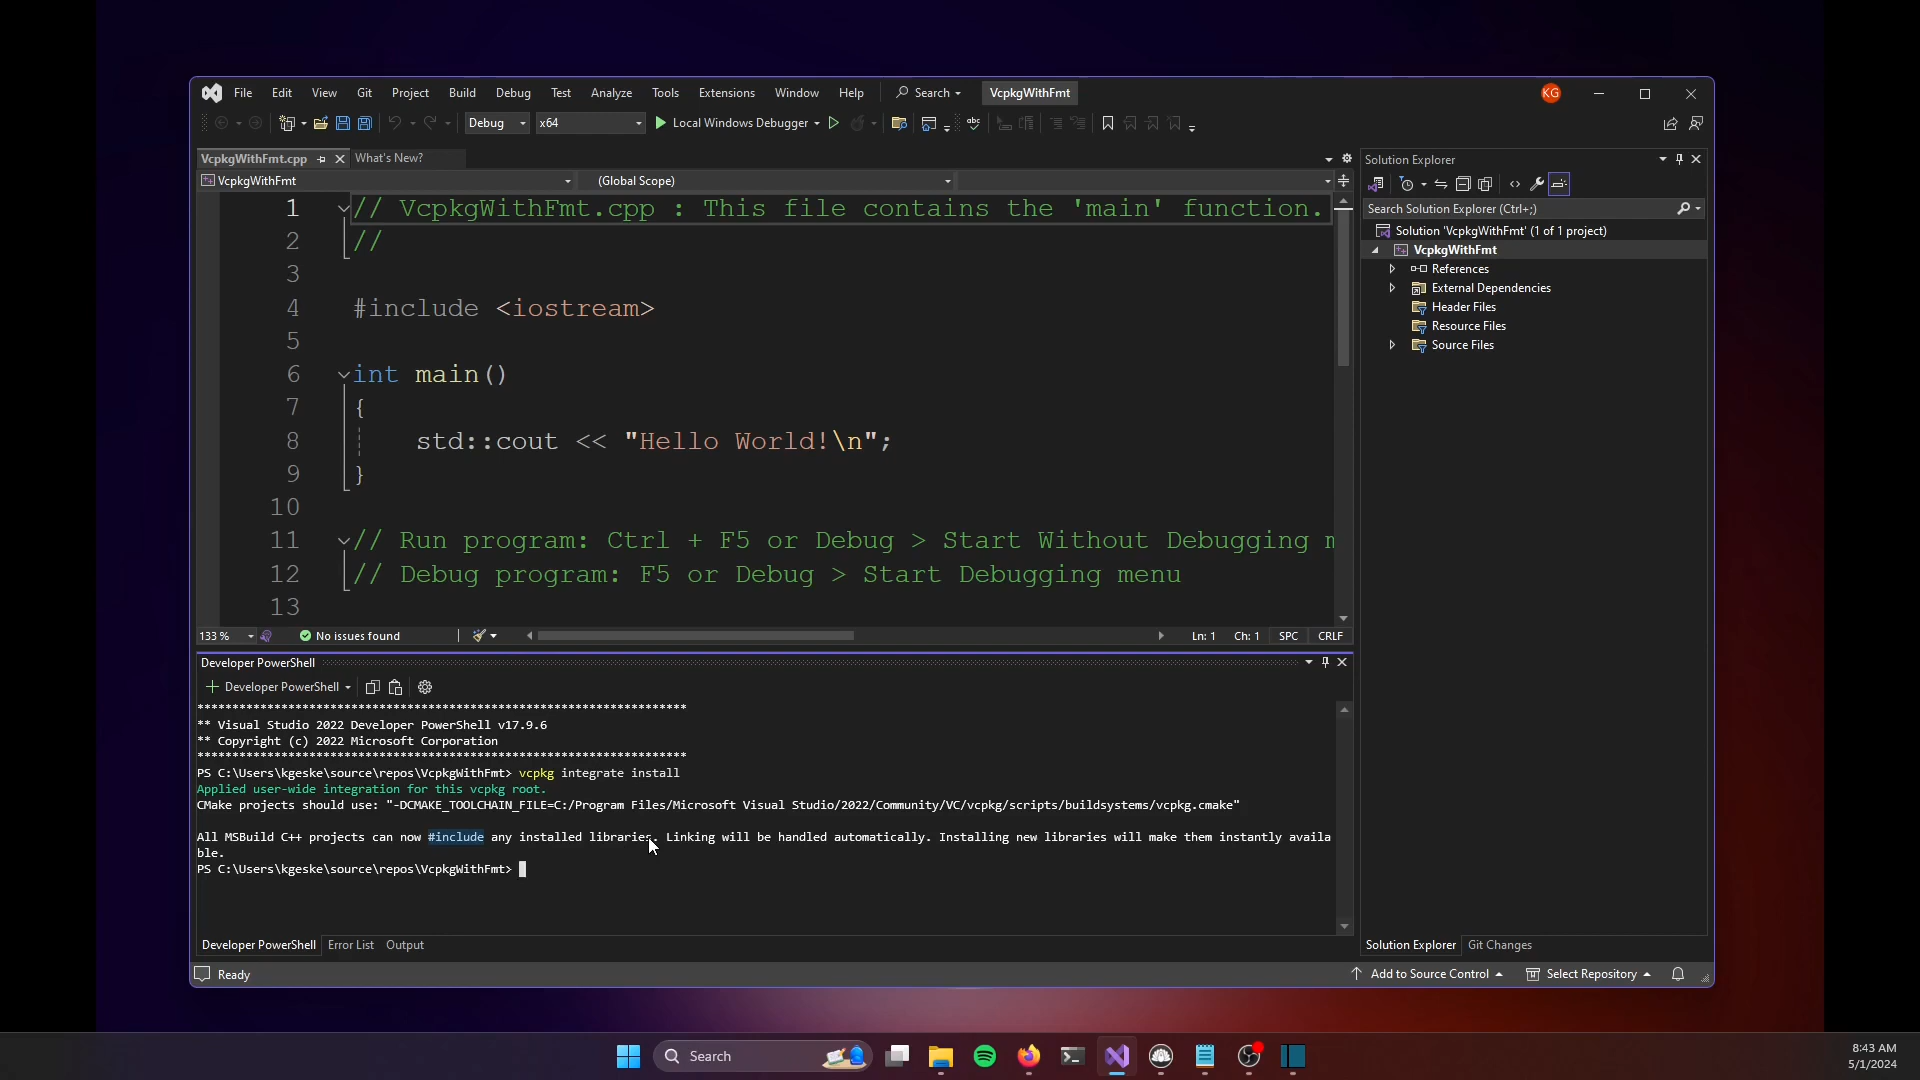 File Edit View Git Project Build Debug Test Analyze Tools Extensions Window Help Search VcpkgWithFmt KG
Debug x64 Local Windows Debugger
VcpkgWithFmt.cpp What's New?
VcpkgWithFmt (Global Scope)
1 // VcpkgWithFmt.cpp : This file contains the 'main' function.
2 //
3
4 #include <iostream>
5
6 int main()
7 {
8 std::cout << "Hello World!\n";
9 }
10
11 // Run program: Ctrl + F5 or Debug > Start Without Debugging m
12 // Debug program: F5 or Debug > Start Debugging menu
13
133 % No issues found Ln: 1 Ch: 1 SPC CRLF
Solution Explorer
Search Solution Explorer (Ctrl+;)
Solution 'VcpkgWithFmt' (1 of 1 project)
VcpkgWithFmt
References
External Dependencies
Header Files
Resource Files
Source Files
Developer PowerShell
Developer PowerShell
******************************************************************
** Visual Studio 2022 Developer PowerShell v17.9.6
** Copyright (c) 2022 Microsoft Corporation
******************************************************************
PS C:\Users\kgeske\source\repos\VcpkgWithFmt> vcpkg integrate install
Applied user-wide integration for this vcpkg root.
CMake projects should use: "-DCMAKE_TOOLCHAIN_FILE=C:/Program Files/Microsoft Visual Studio/2022/Community/VC/vcpkg/scripts/buildsystems/vcpkg.cmake"
All MSBuild C++ projects can now #include any installed libraries. Linking will be handled automatically. Installing new libraries will make them instantly availa
ble.
PS C:\Users\kgeske\source\repos\VcpkgWithFmt>
Developer PowerShell Error List Output
Solution Explorer Git Changes
Ready Add to Source Control Select Repository
Search
8:43 AM
5/1/2024